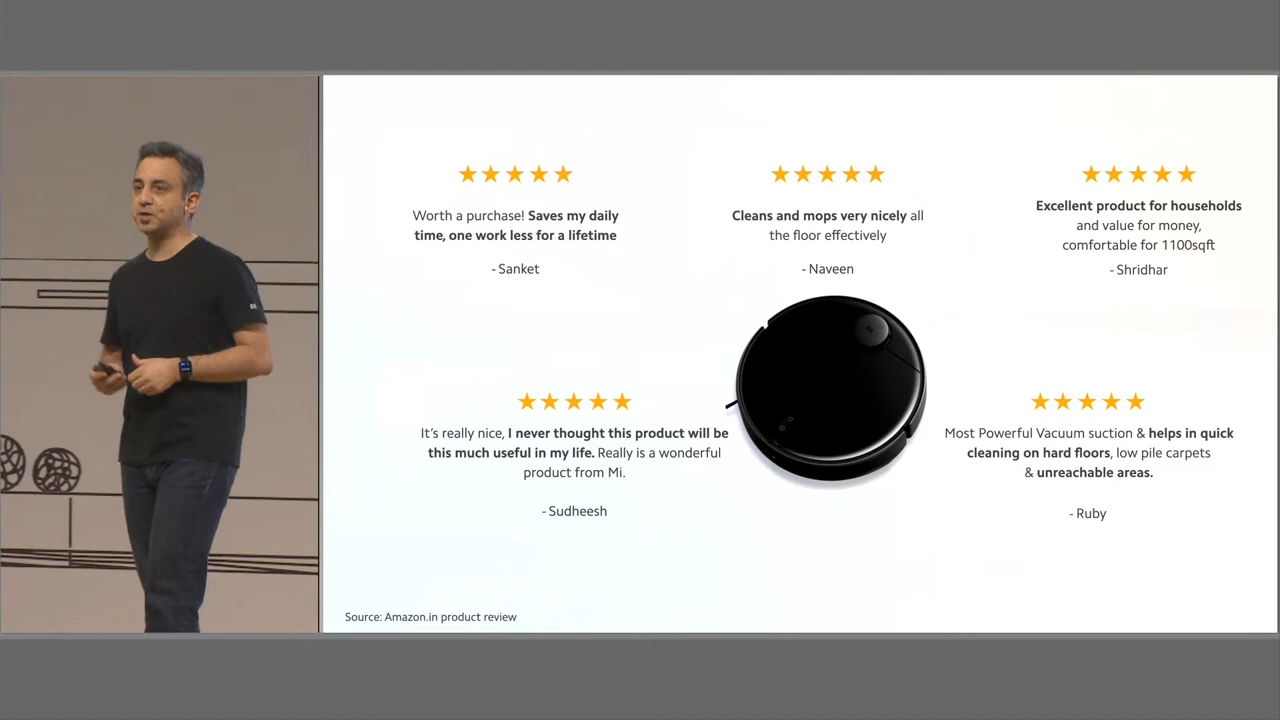 ★★★★★
Worth a purchase! Saves my daily
time, one work less for a lifetime
- Sanket
★★★★★
Cleans and mops very nicely all
the floor effectively
- Naveen
★★★★★
Excellent product for households
and value for money,
comfortable for 1100sqft
- Shridhar
★★★★★
It’s really nice, I never thought this product will be
this much useful in my life. Really is a wonderful
product from Mi.
- Sudheesh
★★★★★
Most Powerful Vacuum suction & helps in quick
cleaning on hard floors, low pile carpets
& unreachable areas.
- Ruby
Source: Amazon.in product review